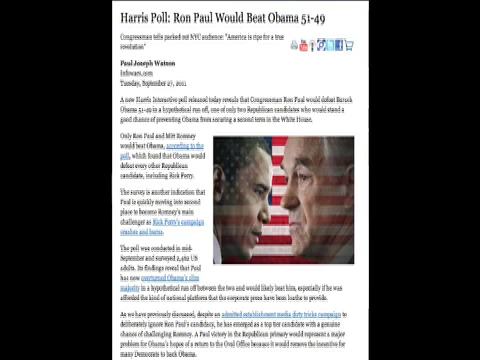 Harris Poll: Ron Paul Would Beat Obama 51-49
Congressman tells packed out NYC audience: "America is ripe for a true
revolution"
Paul Joseph Watson
Infowars.com
Tuesday, September 27, 2011
A new Harris Interactive poll released today reveals that Congressman Ron Paul would defeat Barack
Obama 51-49 in a hypothetical run off, one of only two Republican candidates who would stand a
good chance of preventing Obama from securing a second term in the White House.
Only Ron Paul and Mitt Romney
would beat Obama, according to the
poll, which found that Obama would
defeat every other Republican
candidate, including Rick Perry.
The survey is another indication that
Paul is quickly moving into second
place to become Romney's main
challenger as Rick Perry's campaign
crashes and burns.
The poll was conducted in mid-
September and surveyed 2,462 US
adults. Its findings reveal that Paul
has now overturned Obama's slim
majority in a hypothetical run off between the two and would likely beat him, especially if he was
afforded the kind of national platform that the corporate press have been loathe to provide.
As we have previously discussed, despite an admitted establishment media dirty tricks campaign to
deliberately ignore Ron Paul's candidacy, he has emerged as a top tier candidate with a genuine
chance of challenging Romney. A Paul victory in the Republican primary would represent a major
problem for Obama's hopes of a return to the Oval Office because it would remove the incentive for
many Democrats to back Obama.